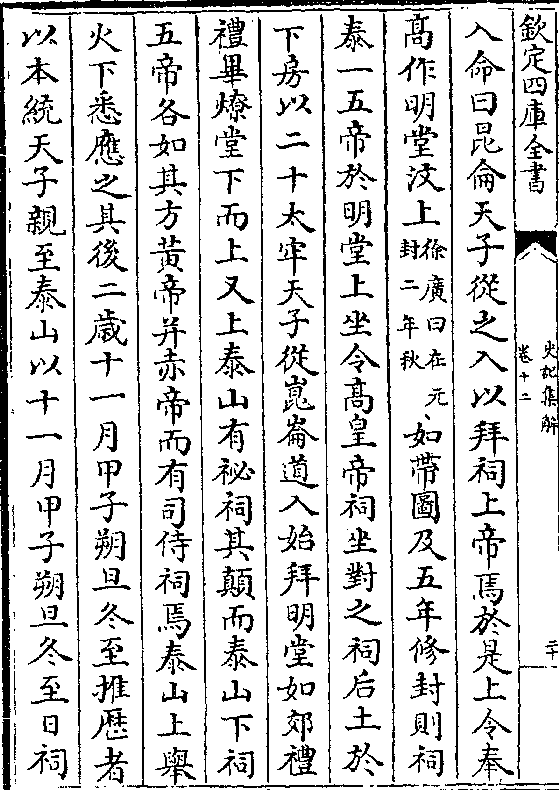 欽定四庫全書
史記集解
卷十二
二十
入命曰昆倫天子從之入以拜祠上帝焉於是上令奉
高作明堂汶上徐廣曰在元封二年秋、如帶圖及五年修封則祠
泰一五帝於明堂上坐令高皇帝祠坐對之祠后土於
下房以二十太牢天子從崑崙道入始拜明堂如郊禮
禮畢燎堂下而上又上泰山有祕祠其顛而泰山下祠
五帝各如其方黃帝并赤帝而有司侍祠焉泰山上舉
火下悉應之其後二歲十一月甲子朔旦冬至推歷者
以本統天子親至泰山以十一月甲子朔旦冬至日祠